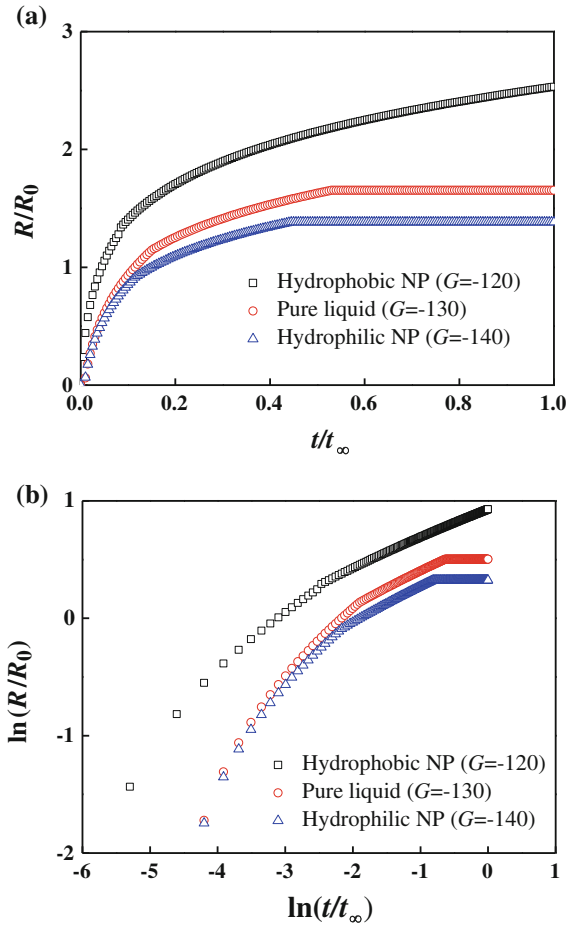 (a)
3
2
1
0
R/R₀
Hydrophobic NP (G=-120)
Pure liquid (G=-130)
Hydrophilic NP (G=-140)
0.0 0.2 0.4 0.6 0.8 1.0
t/t∞
(b)
1
0
-1
-2
ln(R/R₀)
Hydrophobic NP (G=-120)
Pure liquid (G=-130)
Hydrophilic NP (G=-140)
-6 -5 -4 -3 -2 -1 0 1
ln(t/t∞)